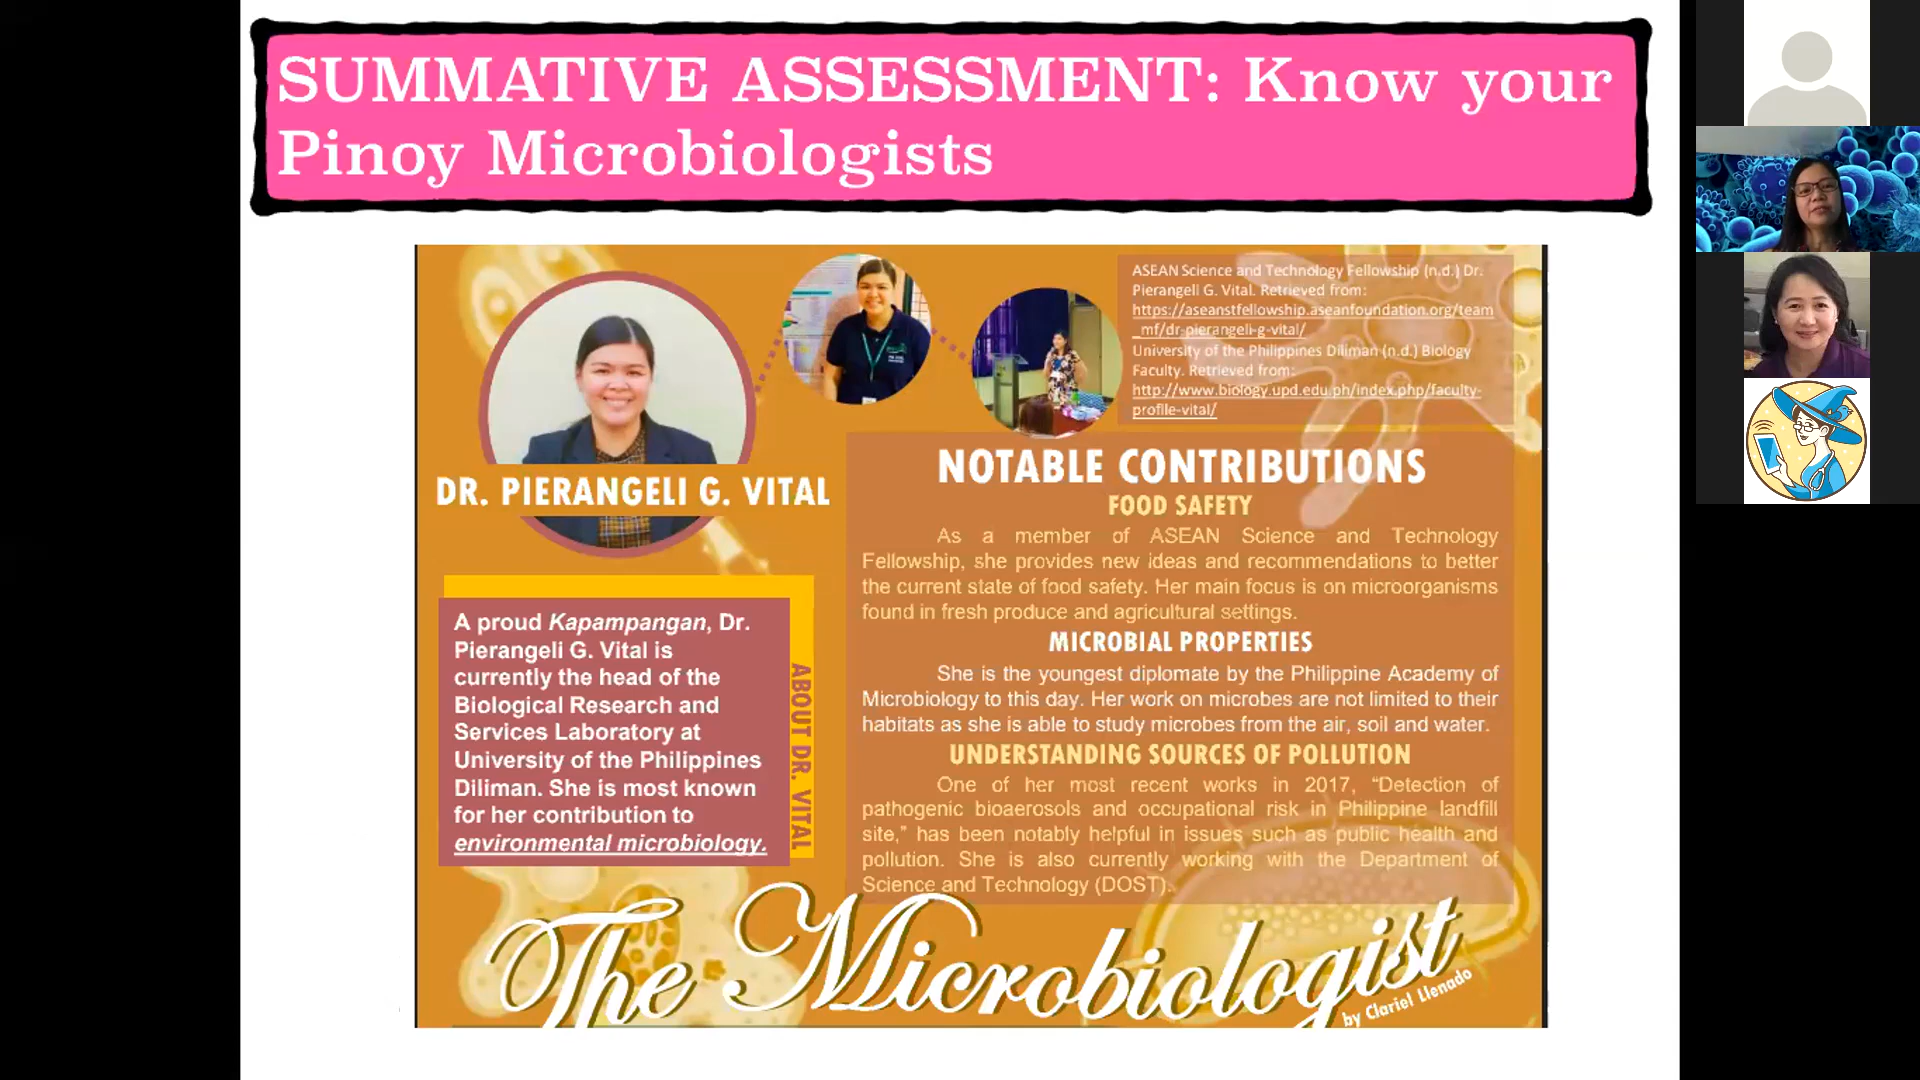 SUMMATIVE ASSESSMENT: Know your
Pinoy Microbiologists
ASEAN Science and Technology Fellowship (n.d.) Dr.
Pierangeli G. Vital. Retrieved from:
https://aseanstfellowship.aseanfoundation.org/team
_mf/dr-pierangeli-g-vital/
University of the Philippines Diliman (n.d.) Biology
Faculty. Retrieved from:
http://www.biology.upd.edu.ph/index.php/faculty-
profile-vital/
DR. PIERANGELI G. VITAL
A proud Kapampangan, Dr.
Pierangeli G. Vital is
currently the head of the
Biological Research and
Services Laboratory at
University of the Philippines
Diliman. She is most known
for her contribution to
environmental microbiology.
ABOUT DR. VITAL
NOTABLE CONTRIBUTIONS
FOOD SAFETY
As a member of ASEAN Science and Technology
Fellowship, she provides new ideas and recommendations to better
the current state of food safety. Her main focus is on microorganisms
found in fresh produce and agricultural settings.
MICROBIAL PROPERTIES
She is the youngest diplomate by the Philippine Academy of
Microbiology to this day. Her work on microbes are not limited to their
habitats as she is able to study microbes from the air, soil and water.
UNDERSTANDING SOURCES OF POLLUTION
One of her most recent works in 2017, “Detection of
pathogenic bioaerosols and occupational risk in Philippine landfill
site,” has been notably helpful in issues such as public health and
pollution. She is also currently working with the Department of
Science and Technology (DOST).
The Microbiologist
by Clariel Llenado